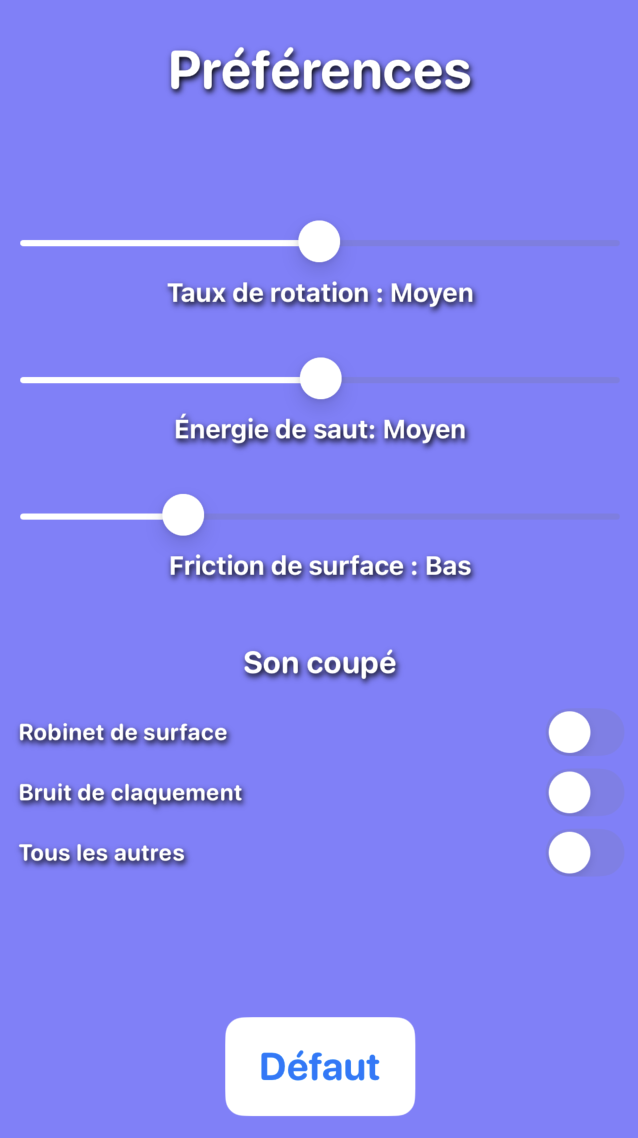 Préférences
Taux de rotation : Moyen
Énergie de saut: Moyen
Friction de surface : Bas
Son coupé
Robinet de surface
Bruit de claquement
Tous les autres
Défaut